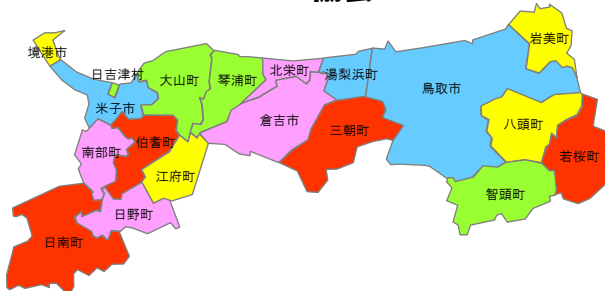 岩美町
境港市
日吉津村
大山町
琴浦町
北栄町
湯梨浜町
鳥取市
米子市
倉吉市
三朝町
八頭町
南部町
伯耆町
若桜町
江府町
智頭町
日野町
日南町